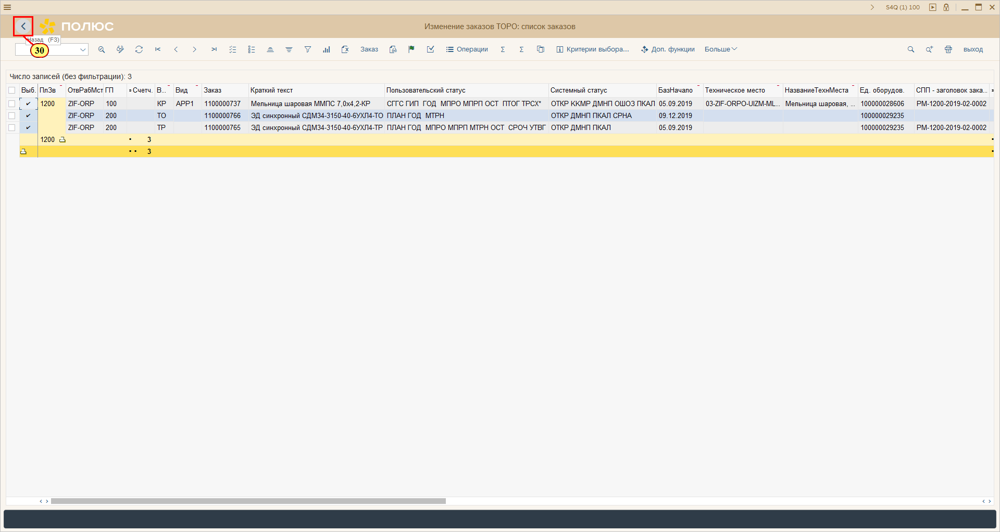 S4Q (1) 100
ПОЛЮС
Изменение заказов ТОРО: список заказов
Назад (F3)
30
Заказ
Операции
Критерии выбора...
Доп. функции
Больше
выход
Число записей (без фильтрации): 3
Выб. ПлЗв ОтвРабМст ГП Счетч. В... Вид Заказ Краткий текст Пользовательский статус Системный статус БазНачало Техническое место НазваниеТехнМеста Ед. оборудов. СПП - заголовок зака...
1200 ZIF-ORP 100 КР АРР1 1100000737 Мельница шаровая ММПС 7,0х4,2-КР СГГС ГИП ГОД МПРО МПРП ОСТ ПТОГ ТРСХ* ОТКР ККМР ДМНП ОШОЗ ПКАЛ 05.09.2019 03-ZIF-ORPO-UIZM-ML... Мельница шаровая, ... 100000028606 PM-1200-2019-02-0002
ZIF-ORP 200 ТО 1100000766 ЭД синхронный СДМ34-3150-40-6УХЛ4-ТО ПЛАН ГОД МТРН ОТКР ДМНП ПКАЛ СРНА 09.12.2019 100000029235
ZIF-ORP 200 ТР 1100000765 ЭД синхронный СДМ34-3150-40-6УХЛ4-ТР ПЛАН ГОД МПРО МПРП МТРН ОСТ СРОЧ УТВГ ОТКР ДМНП ПКАЛ 05.09.2019 100000029235 PM-1200-2019-02-0002
1200 3
3